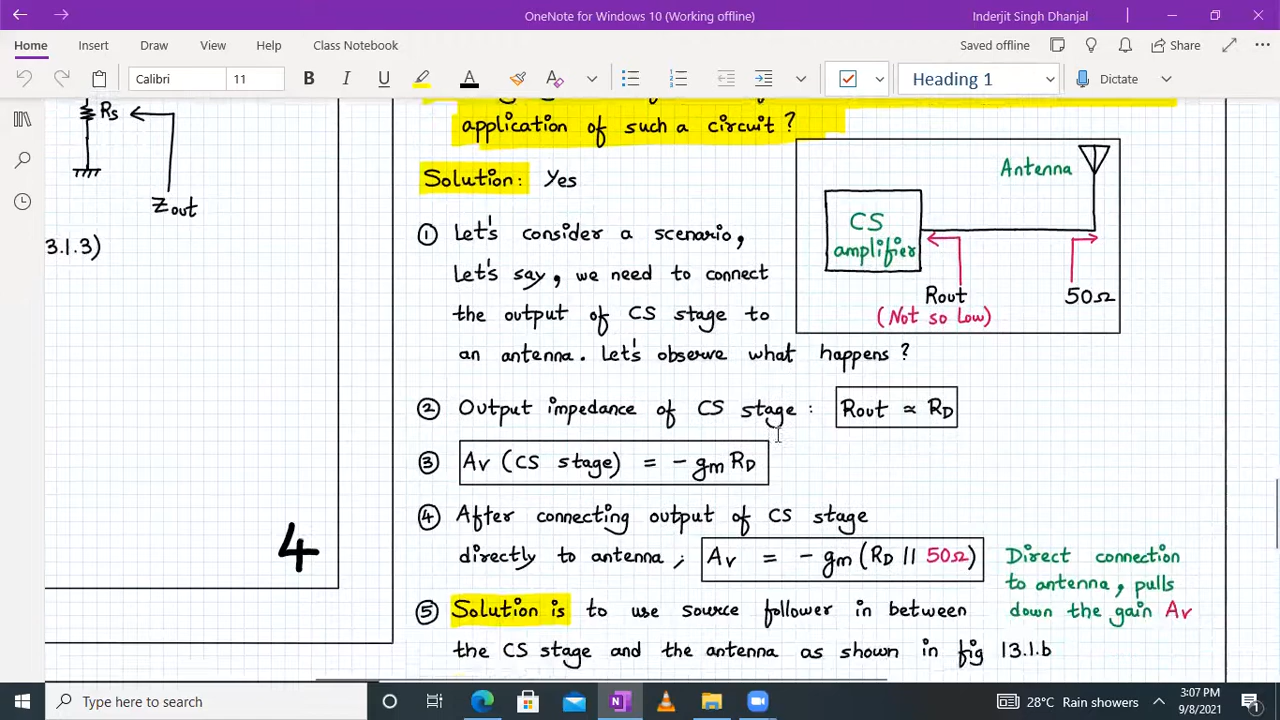 OneNote for Windows 10 (Working offline)
Inderjit Singh Dhanjal
Home Insert Draw View Help Class Notebook
Saved offline
Share
Calibri 11 B I U A
Heading 1
Dictate
Rs
Zout
3.1.3)
4
application of such a circuit ?
Solution: Yes
① Let's consider a scenario,
Let's say, we need to connect
the output of CS stage to
an antenna. Let's observe what happens ?
Antenna
CS
amplifier
Rout
(Not so low)
50Ω
② Output impedance of CS stage : Rout ≃ RD
③ Av (CS stage) = - gm RD
④ After connecting output of CS stage
directly to antenna ; Av = - gm (RD || 50Ω)
Direct connection
to antenna, pulls
down the gain Av
⑤ Solution is to use source follower in between
the CS stage and the antenna as shown in fig 13.1.b
Type here to search
28°C Rain showers
3:07 PM
9/8/2021
1